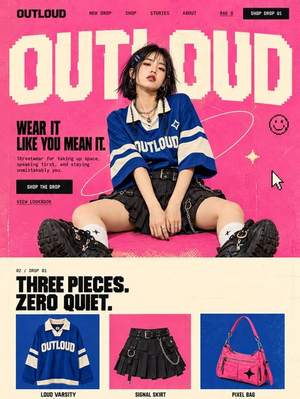 OUTLOUD
NEW DROP SHOP STORIES ABOUT
BAG 0
SHOP DROP 01
OUTLOUD
WEAR IT
LIKE YOU MEAN IT.
Streetwear for taking up space,
speaking first, and staying
unmistakably you.
SHOP THE DROP
VIEW LOOKBOOK
OUTLOUD
02 / DROP 01
THREE PIECES.
ZERO QUIET.
OUTLOUD
LOUD VARSITY
SIGNAL SKIRT
PIXEL BAG